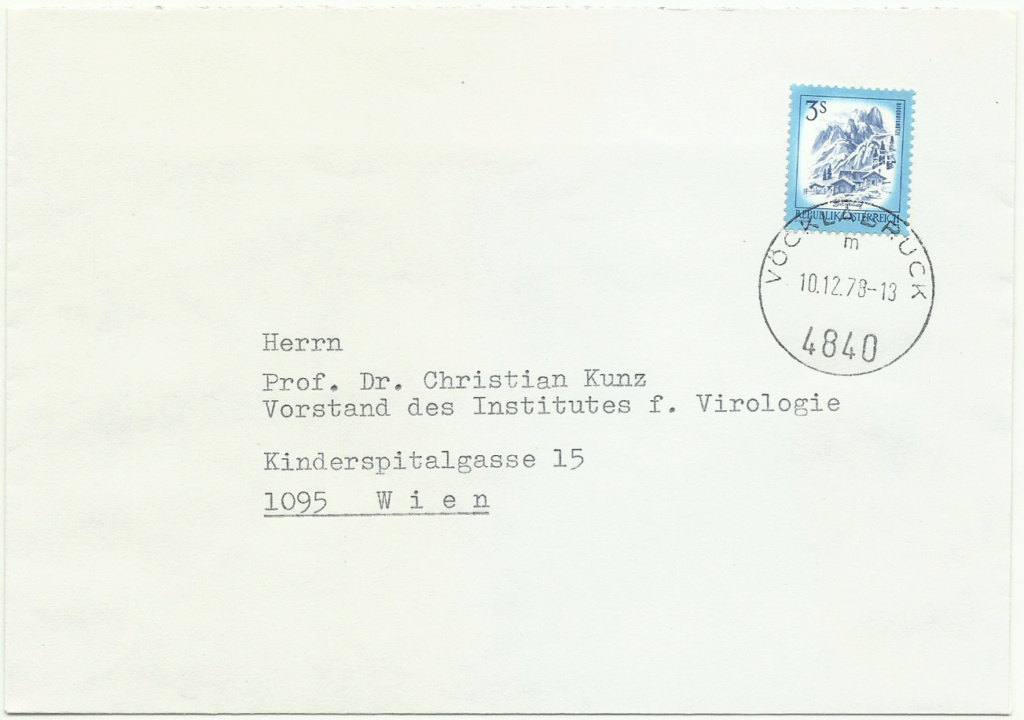 3S
REPUBLIK ÖSTERREICH
VÖCKLABRUCK
m
10.12.78-13
4840
Herrn
Prof. Dr. Christian Kunz
Vorstand des Institutes f. Virologie
Kinderspitalgasse 15
1095 W i e n